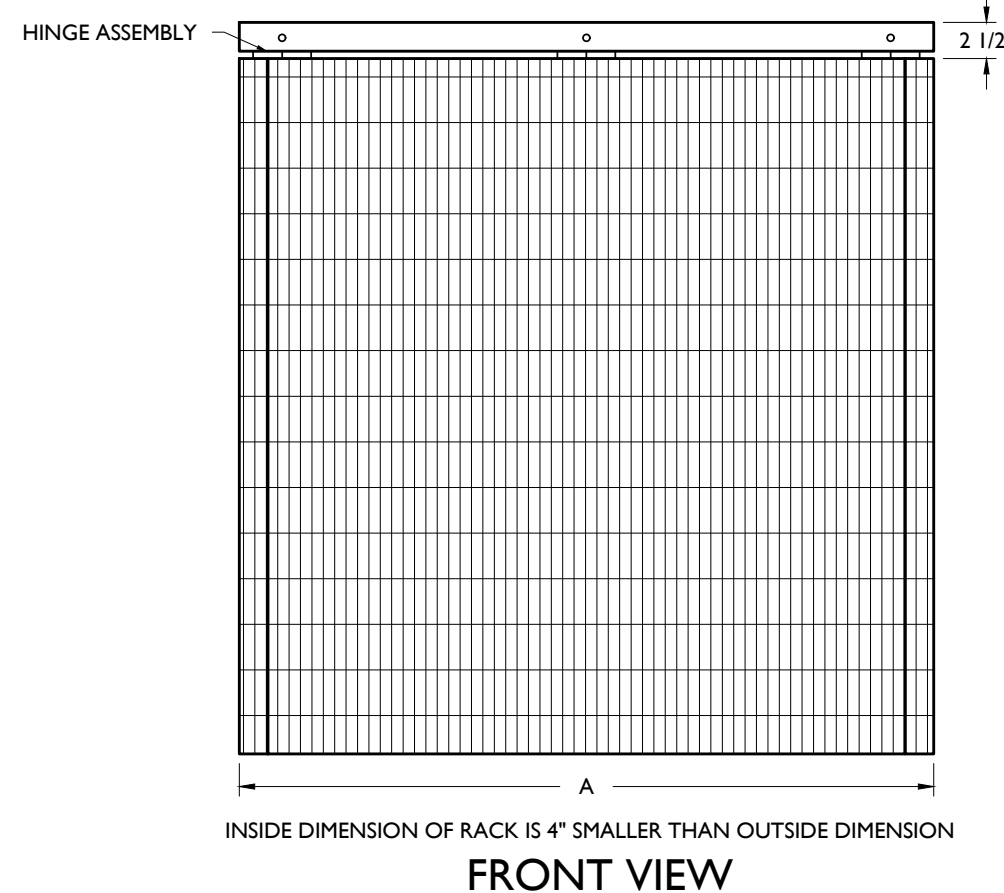 HINGE ASSEMBLY
2 1/2
A
INSIDE DIMENSION OF RACK IS 4" SMALLER THAN OUTSIDE DIMENSION
FRONT VIEW